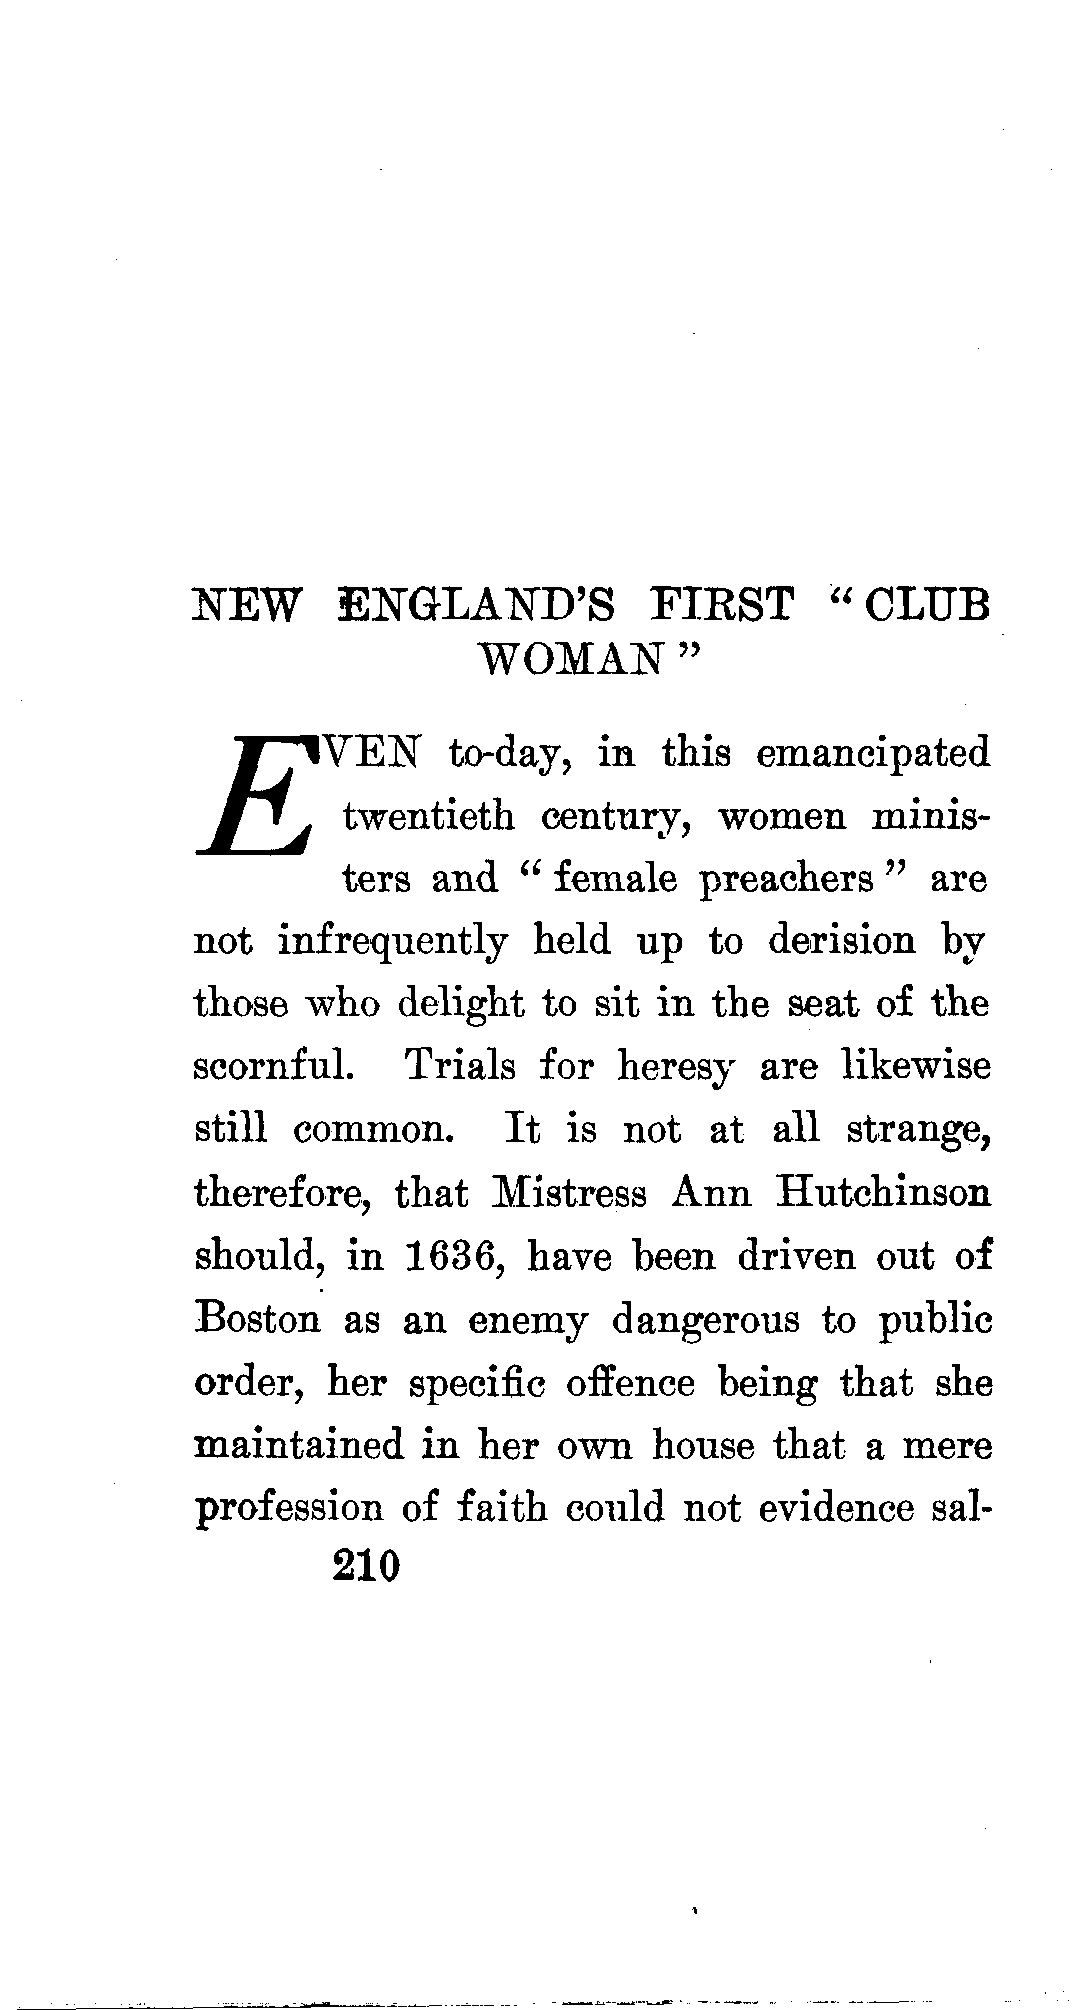 NEW ENGLAND'S FIRST “ CLUB
WOMAN ”
EVEN to-day, in this emancipated
twentieth century, women minis-
ters and “ female preachers ” are
not infrequently held up to derision by
those who delight to sit in the seat of the
scornful. Trials for heresy are likewise
still common. It is not at all strange,
therefore, that Mistress Ann Hutchinson
should, in 1636, have been driven out of
Boston as an enemy dangerous to public
order, her specific offence being that she
maintained in her own house that a mere
profession of faith could not evidence sal-
210